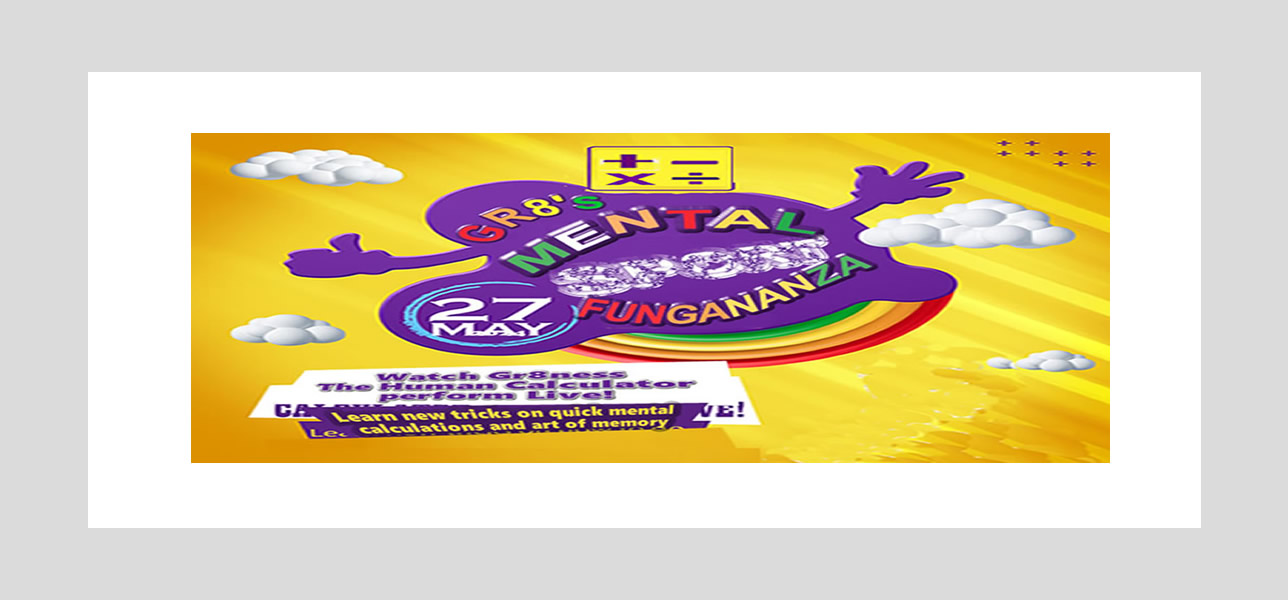 GR8's
MENTAL
FUNGANANZA
27
MAY
Watch Gr8ness
The Human Calculator
perform Live!
Learn new tricks on quick mental
calculations and art of memory